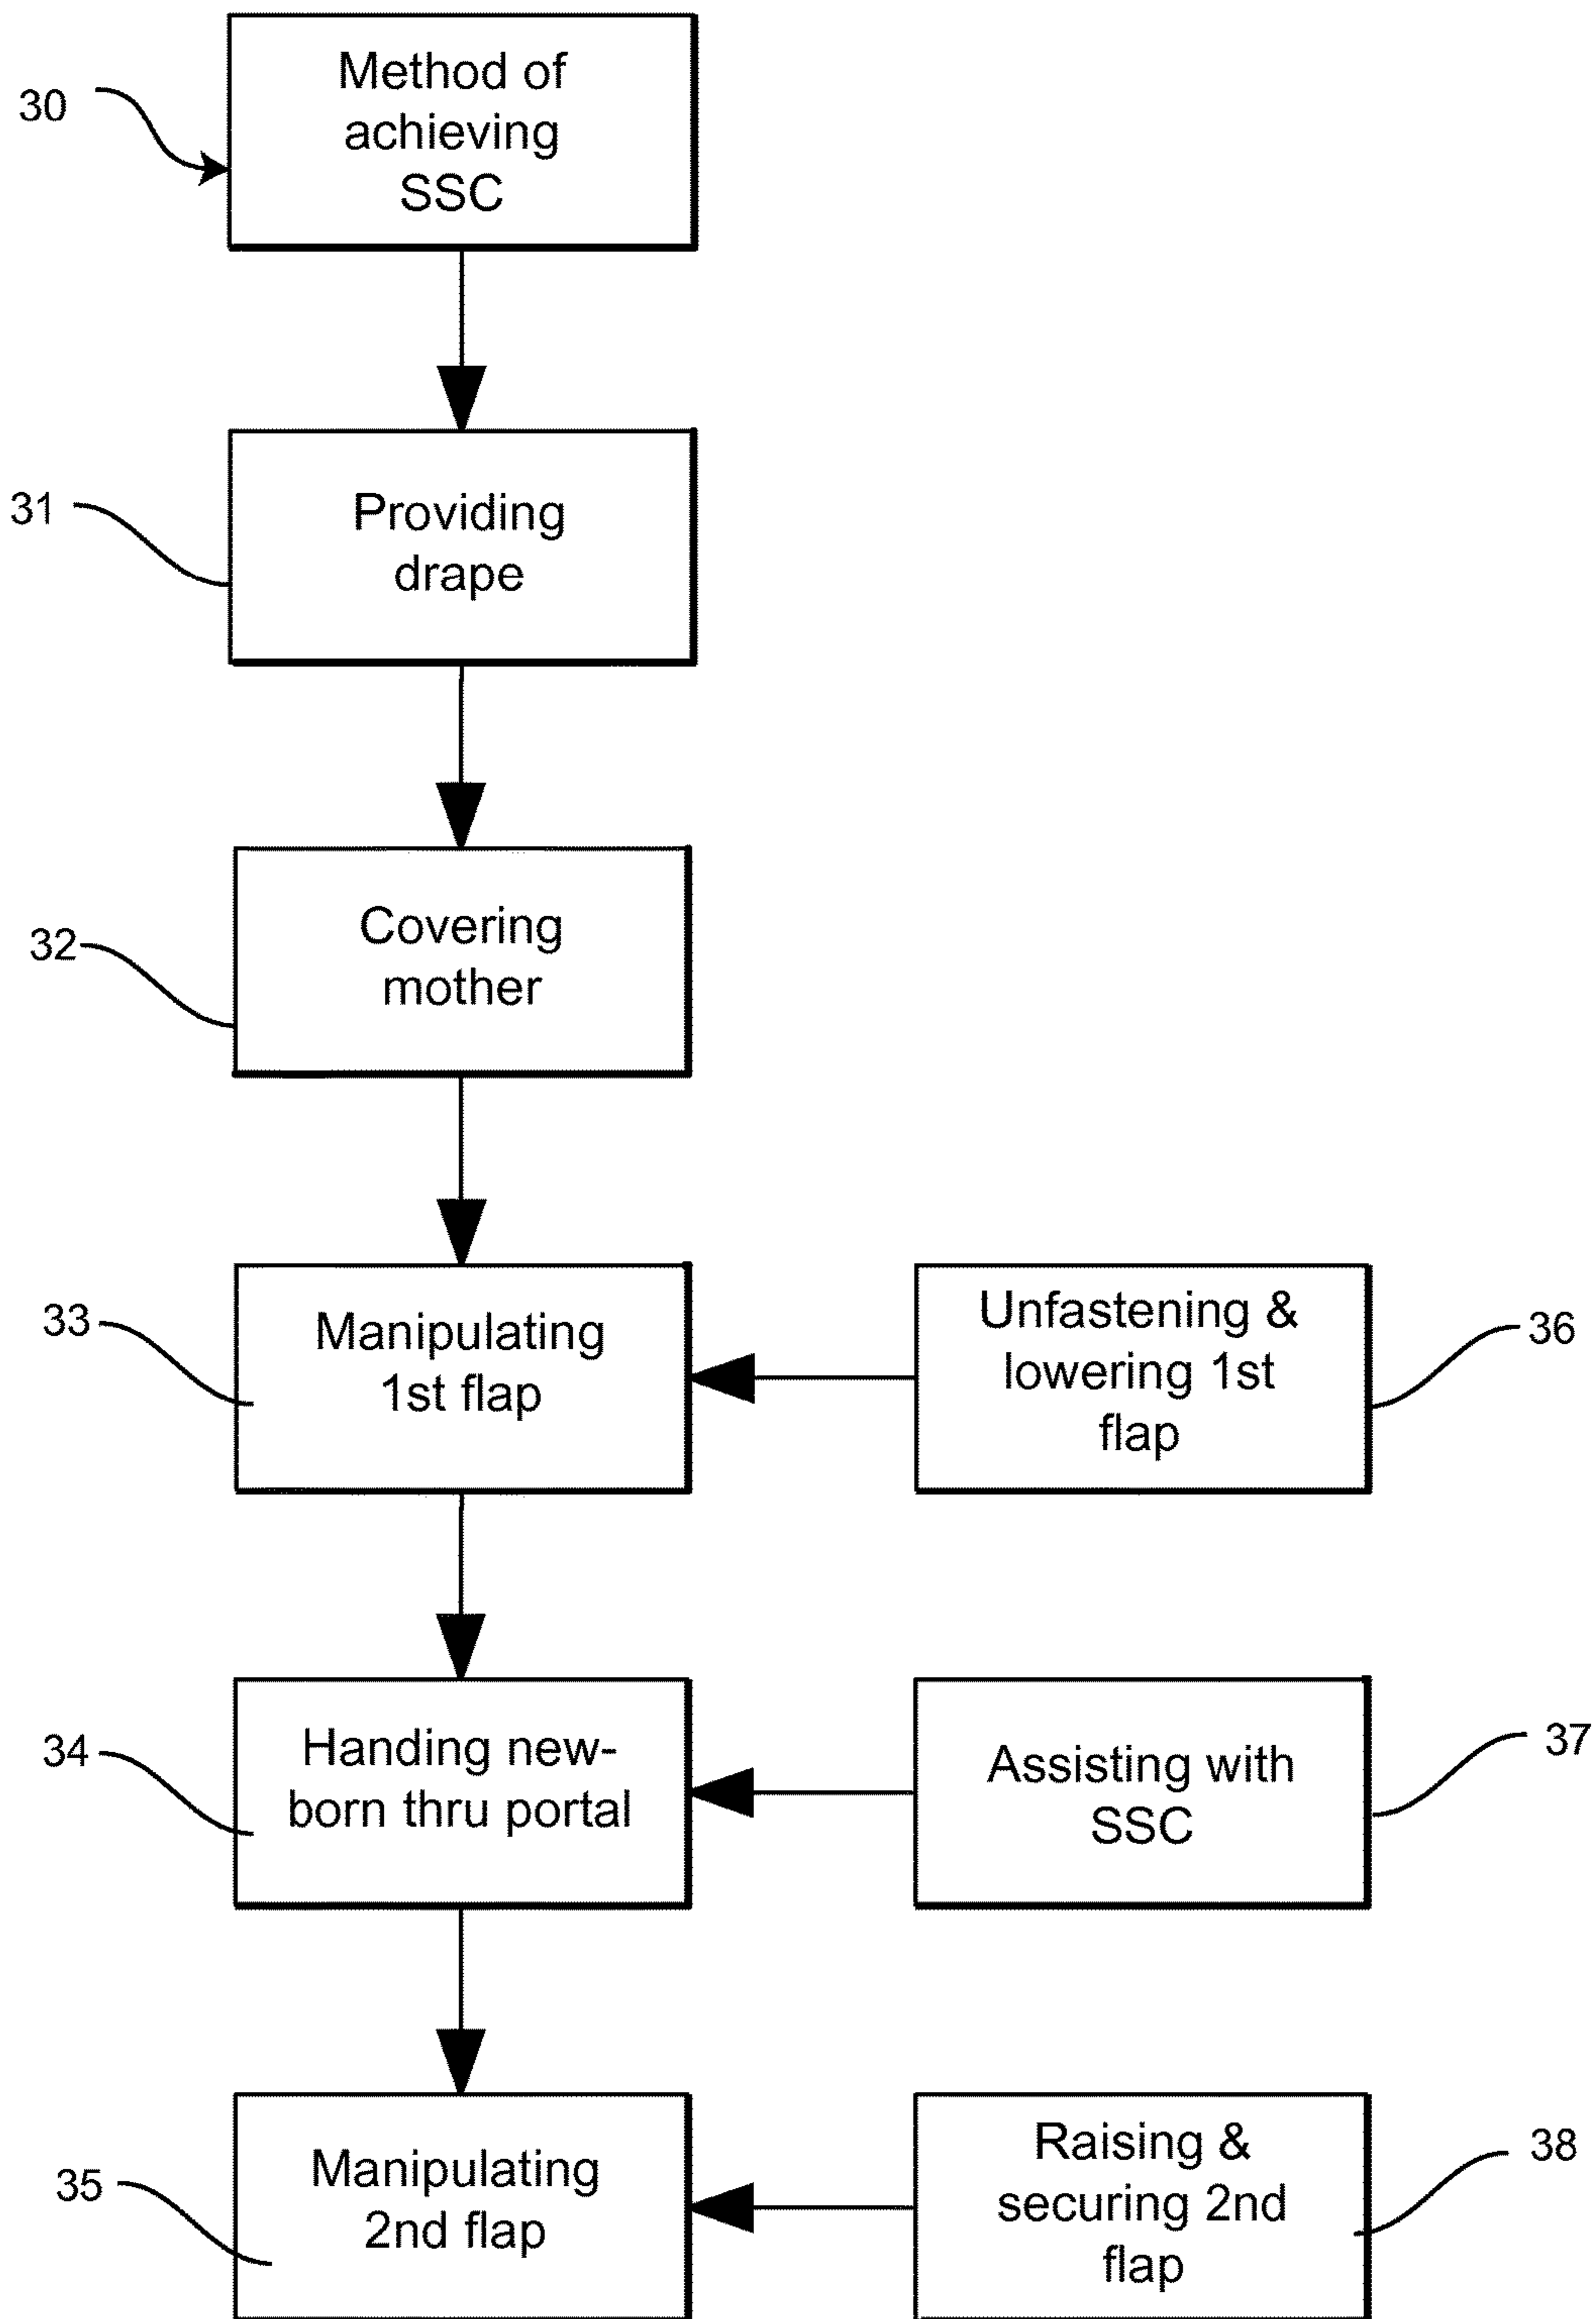 30
Method of
achieving
SSC
31
Providing
drape
32
Covering
mother
33
Manipulating
1st flap
Unfastening &
lowering 1st
flap
36
34
Handing new-
born thru portal
Assisting with
SSC
37
35
Manipulating
2nd flap
Raising &
securing 2nd
flap
38